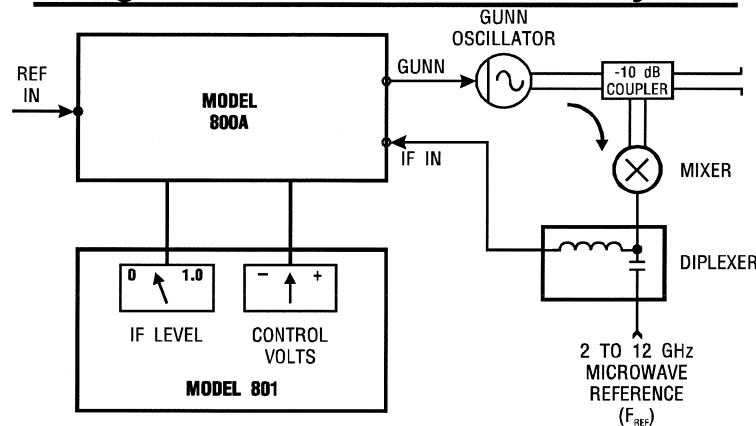 GUNN
OSCILLATOR
REF
IN
MODEL
800A
GUNN
-10 dB
COUPLER
IF IN
MIXER
DIPLEXER
0 1.0
− +
IF LEVEL
CONTROL
VOLTS
MODEL 801
2 TO 12 GHz
MICROWAVE
REFERENCE
(FREF)